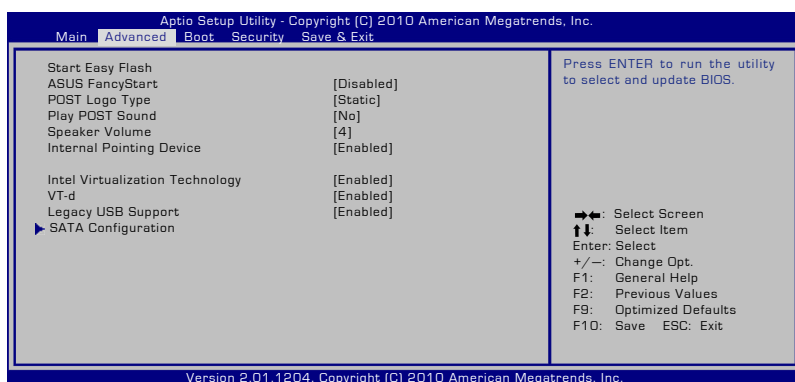 Aptio Setup Utility - Copyright (C) 2010 American Megatrends, Inc.
Main Advanced Boot Security Save & Exit
Start Easy Flash
ASUS FancyStart [Disabled]
POST Logo Type [Static]
Play POST Sound [No]
Speaker Volume [4]
Internal Pointing Device [Enabled]
Intel Virtualization Technology [Enabled]
VT-d [Enabled]
Legacy USB Support [Enabled]
SATA Configuration
Press ENTER to run the utility
to select and update BIOS.
→←: Select Screen
↑↓: Select Item
Enter: Select
+/—: Change Opt.
F1: General Help
F2: Previous Values
F9: Optimized Defaults
F10: Save ESC: Exit
Version 2.01.1204. Copyright (C) 2010 American Megatrends, Inc.